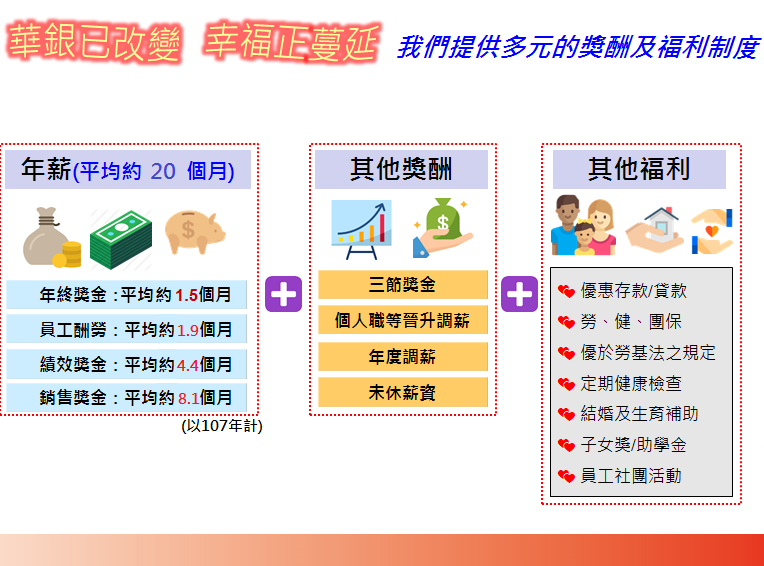 華銀已改變 幸福正蔓延 我們提供多元的獎酬及福利制度
年薪(平均約 20 個月)
年終獎金：平均約1.5個月
員工酬勞：平均約1.9個月
績效獎金：平均約4.4個月
銷售獎金：平均約8.1個月
(以107年計)
其他獎酬
三節獎金
個人職等晉升調薪
年度調薪
未休薪資
其他福利
優惠存款/貸款
勞、健、團保
優於勞基法之規定
定期健康檢查
結婚及生育補助
子女獎/助學金
員工社團活動